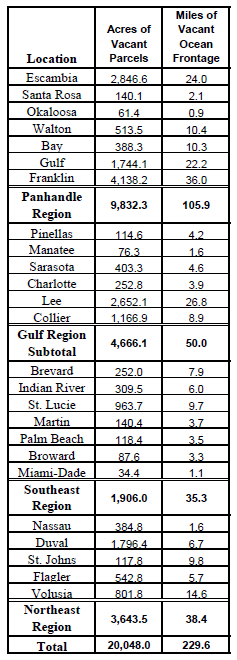 Location Acres of Vacant Parcels Miles of Vacant Ocean Frontage
Escambia 2,846.6 24.0
Santa Rosa 140.1 2.1
Okaloosa 61.4 0.9
Walton 513.5 10.4
Bay 388.3 10.3
Gulf 1,744.1 22.2
Franklin 4,138.2 36.0
Panhandle Region 9,832.3 105.9
Pinellas 114.6 4.2
Manatee 76.3 1.6
Sarasota 403.3 4.6
Charlotte 252.8 3.9
Lee 2,652.1 26.8
Collier 1,166.9 8.9
Gulf Region Subtotal 4,666.1 50.0
Brevard 252.0 7.9
Indian River 309.5 6.0
St. Lucie 963.7 9.7
Martin 140.4 3.7
Palm Beach 118.4 3.5
Broward 87.6 3.3
Miami-Dade 34.4 1.1
Southeast Region 1,906.0 35.3
Nassau 384.8 1.6
Duval 1,796.4 6.7
St. Johns 117.8 9.8
Flagler 542.8 5.7
Volusia 801.8 14.6
Northeast Region 3,643.5 38.4
Total 20,048.0 229.6